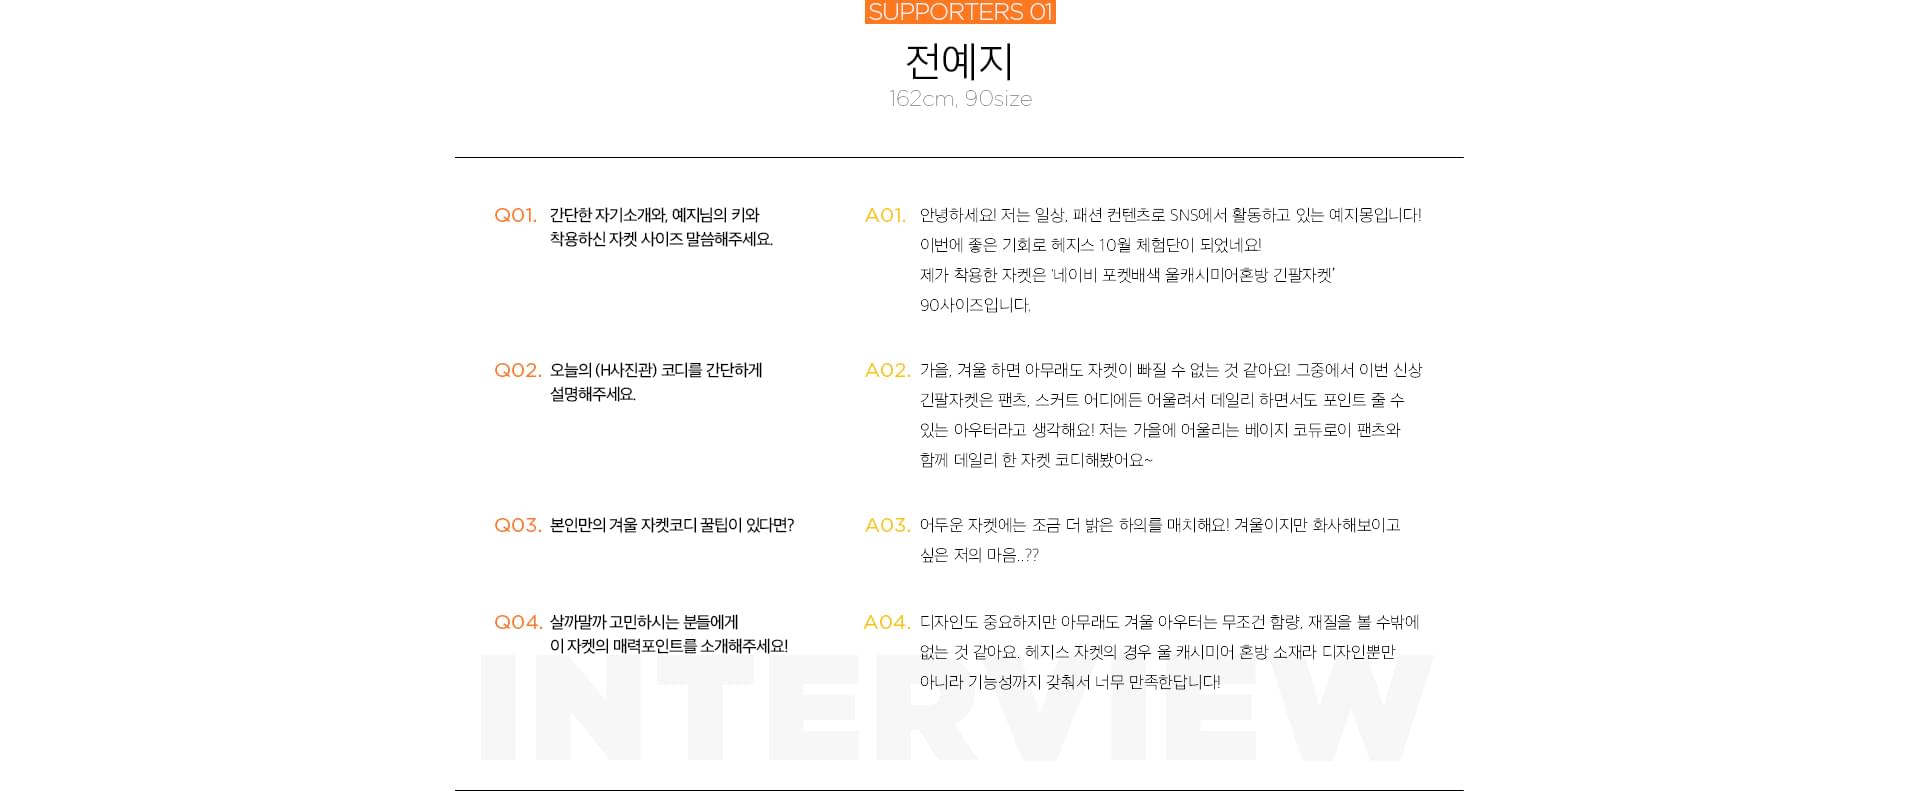 SUPPORTERS 01
전예지
162cm, 90size
Q01. 간단한 자기소개와, 예지님의 키와
착용하신 자켓 사이즈 말씀해주세요.
A01. 안녕하세요! 저는 일상, 패션 컨텐츠로 SNS에서 활동하고 있는 예지몽입니다!
이번에 좋은 기회로 헤지스 10월 체험단이 되었네요!
제가 착용한 자켓은 '네이비 포켓배색 울캐시미어혼방 긴팔자켓'
90사이즈입니다.
Q02. 오늘의 (H사진관) 코디를 간단하게
설명해주세요.
A02. 가을, 겨울 하면 아무래도 자켓이 빠질 수 없는 것 같아요! 그중에서 이번 신상
긴팔자켓은 팬츠, 스커트 어디에든 어울려서 데일리 하면서도 포인트 줄 수
있는 아우터라고 생각해요! 저는 가을에 어울리는 베이지 코듀로이 팬츠와
함께 데일리 한 자켓 코디해봤어요~
Q03. 본인만의 겨울 자켓코디 꿀팁이 있다면?
A03. 어두운 자켓에는 조금 더 밝은 하의를 매치해요! 겨울이지만 화사해보이고
싶은 저의 마음..??
Q04. 살까말까 고민하시는 분들에게
이 자켓의 매력포인트를 소개해주세요!
A04. 디자인도 중요하지만 아무래도 겨울 아우터는 무조건 함량, 재질을 볼 수밖에
없는 것 같아요. 헤지스 자켓의 경우 울 캐시미어 혼방 소재라 디자인뿐만
아니라 기능성까지 갖춰서 너무 만족한답니다!
INTERVIEW